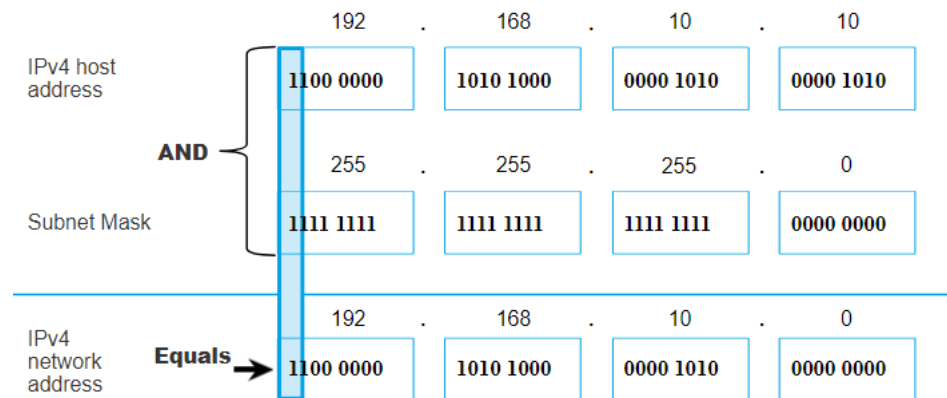 192 . 168 . 10 . 10
IPv4 host
address
1100 0000 1010 1000 0000 1010 0000 1010
AND
255 . 255 . 255 . 0
Subnet Mask
1111 1111 1111 1111 1111 1111 0000 0000
192 . 168 . 10 . 0
IPv4
network
address
Equals
1100 0000 1010 1000 0000 1010 0000 0000